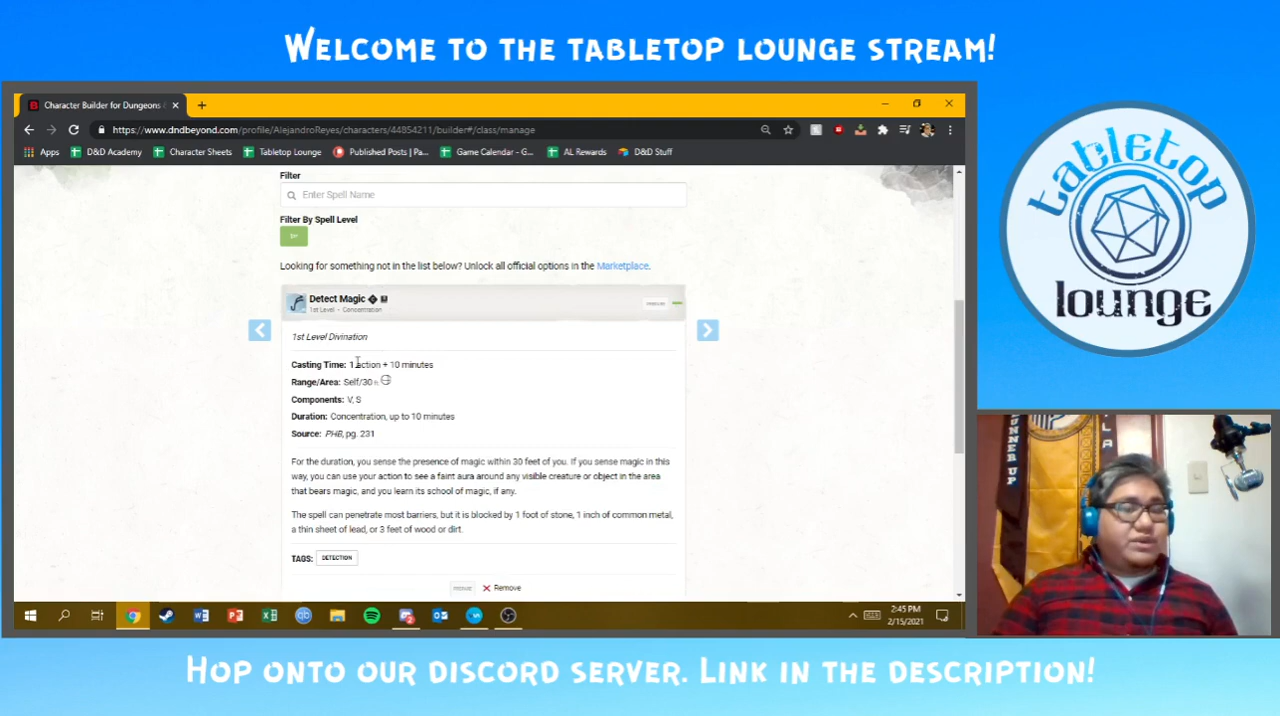 WELCOME TO THE TABLETOP LOUNGE STREAM!
Character Builder for Dungeons &
https://www.dndbeyond.com/profile/AlejandroReyes/characters/44854211/builder#/class/manage
Apps D&D Academy Character Sheets Tabletop Lounge Published Posts | Pa... Game Calendar - G... AL Rewards D&D Stuff
Filter
Enter Spell Name
Filter By Spell Level
Looking for something not in the list below? Unlock all official options in the Marketplace.
Detect Magic
1st Level - Concentration
1st Level Divination
Casting Time: 1 action + 10 minutes
Range/Area: Self/30 ft.
Components: V, S
Duration: Concentration, up to 10 minutes
Source: PHB, pg. 231
For the duration, you sense the presence of magic within 30 feet of you. If you sense magic in this
way, you can use your action to see a faint aura around any visible creature or object in the area
that bears magic, and you learn its school of magic, if any.
The spell can penetrate most barriers, but it is blocked by 1 foot of stone, 1 inch of common metal,
a thin sheet of lead, or 3 feet of wood or dirt.
TAGS: DETECTION
Remove
2:45 PM
2/15/2021
tabletop
lounge
RUNNER UP
HOP ONTO OUR DISCORD SERVER. LINK IN THE DESCRIPTION!